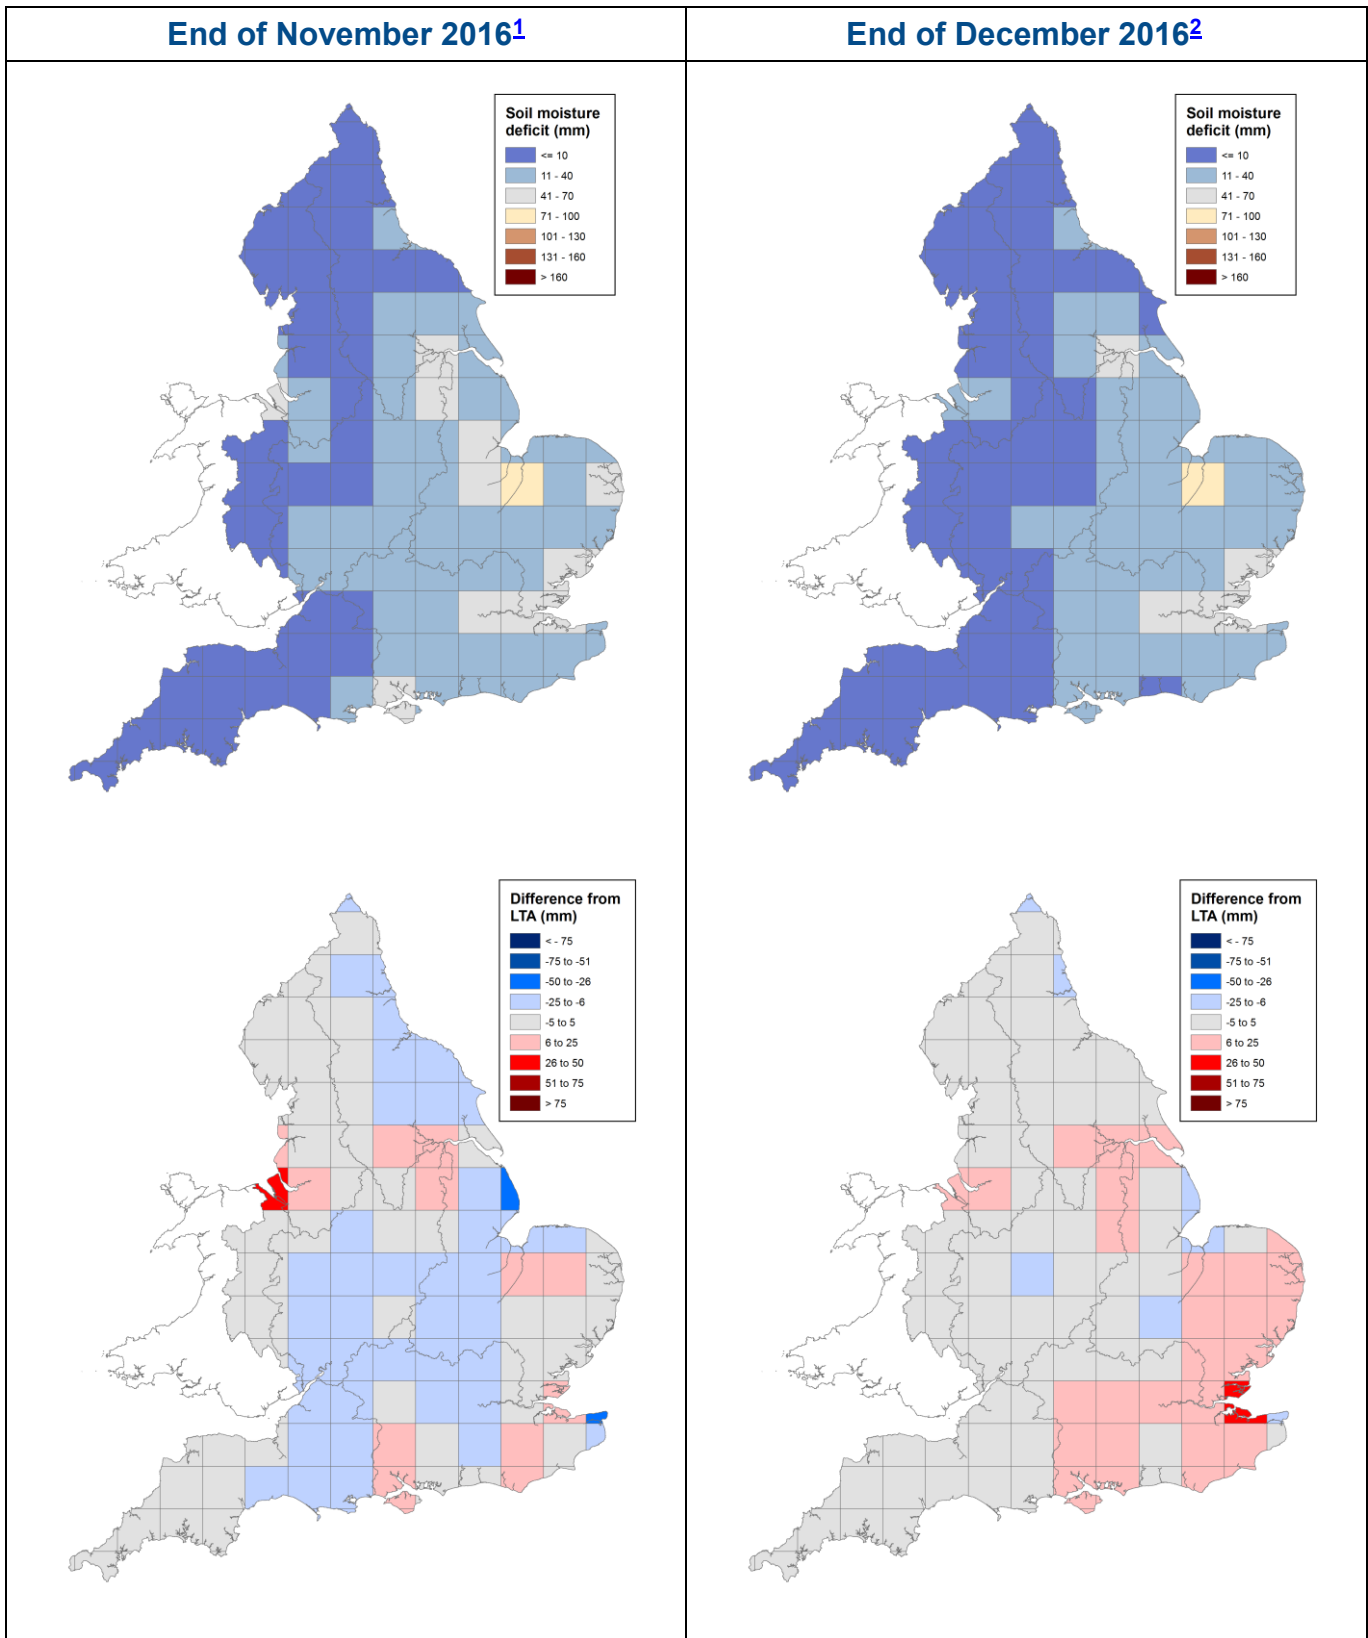 End of November 20161
End of December 20162
Soil moisture
deficit (mm)
<= 10
11 - 40
41 - 70
71 - 100
101 - 130
131 - 160
> 160
Soil moisture
deficit (mm)
<= 10
11 - 40
41 - 70
71 - 100
101 - 130
131 - 160
> 160
Difference from
LTA (mm)
< - 75
-75 to -51
-50 to -26
-25 to -6
-5 to 5
6 to 25
26 to 50
51 to 75
> 75
Difference from
LTA (mm)
< - 75
-75 to -51
-50 to -26
-25 to -6
-5 to 5
6 to 25
26 to 50
51 to 75
> 75